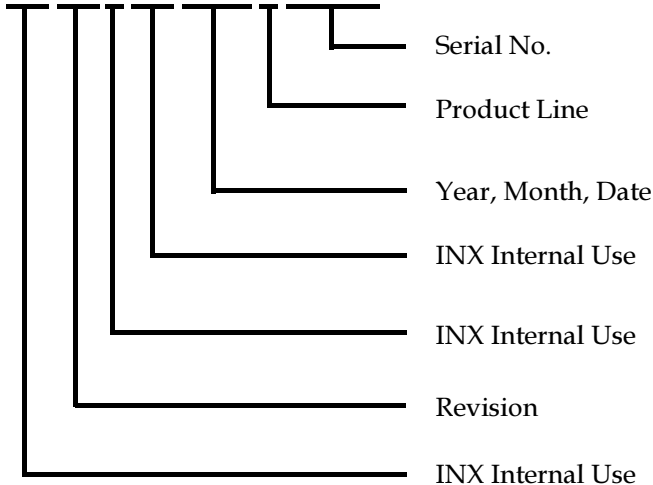 Serial No.
Product Line
Year, Month, Date
INX Internal Use
INX Internal Use
Revision
INX Internal Use